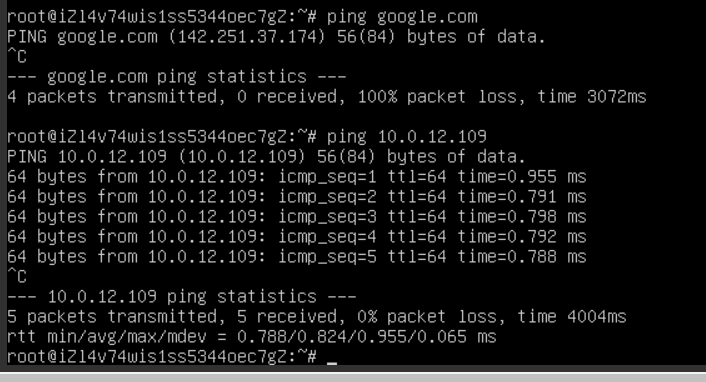 root@iZl4v74wis1ss5344oec7gZ:~# ping google.com
PING google.com (142.251.37.174) 56(84) bytes of data.
^C
--- google.com ping statistics ---
4 packets transmitted, 0 received, 100% packet loss, time 3072ms
root@iZl4v74wis1ss5344oec7gZ:~# ping 10.0.12.109
PING 10.0.12.109 (10.0.12.109) 56(84) bytes of data.
64 bytes from 10.0.12.109: icmp_seq=1 ttl=64 time=0.955 ms
64 bytes from 10.0.12.109: icmp_seq=2 ttl=64 time=0.791 ms
64 bytes from 10.0.12.109: icmp_seq=3 ttl=64 time=0.798 ms
64 bytes from 10.0.12.109: icmp_seq=4 ttl=64 time=0.792 ms
64 bytes from 10.0.12.109: icmp_seq=5 ttl=64 time=0.788 ms
^C
--- 10.0.12.109 ping statistics ---
5 packets transmitted, 5 received, 0% packet loss, time 4004ms
rtt min/avg/max/mdev = 0.788/0.824/0.955/0.065 ms
root@iZl4v74wis1ss5344oec7gZ:~# _